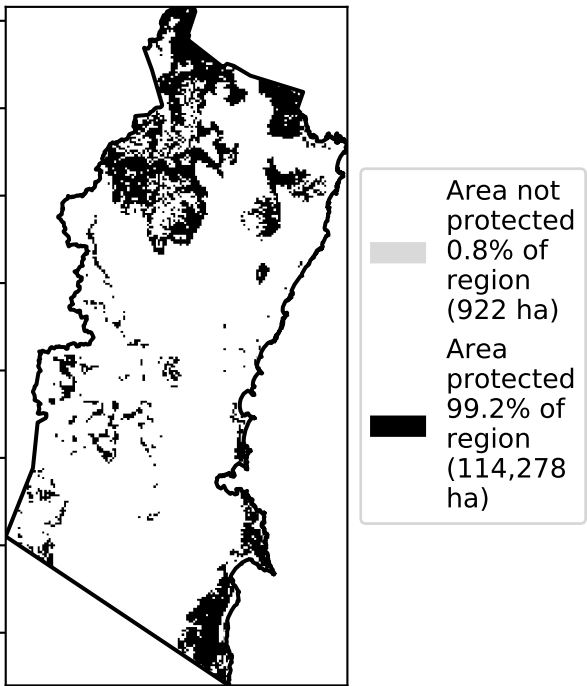 Area not
protected
0.8% of
region
(922 ha)
Area
protected
99.2% of
region
(114,278
ha)